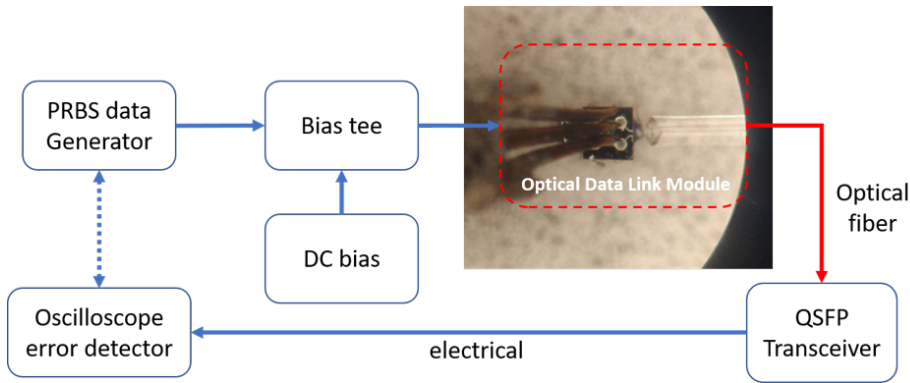 PRBS data
Generator
Bias tee
Optical Data Link Module
Optical
fiber
DC bias
Oscilloscope
error detector
electrical
QSFP
Transceiver